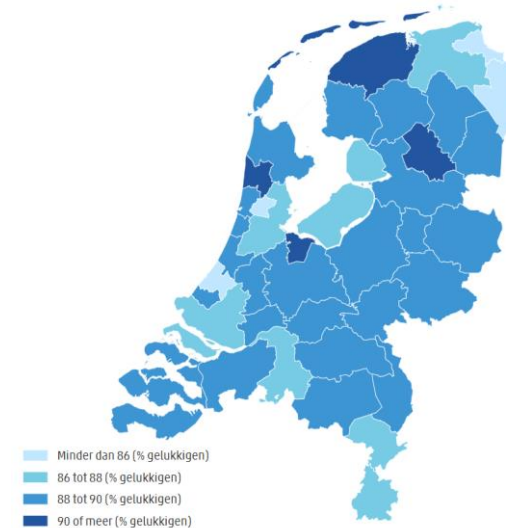 Minder dan 86 (% gelukkigen)
86 tot 88 (% gelukkigen)
88 tot 90 (% gelukkigen)
90 of meer (% gelukkigen)